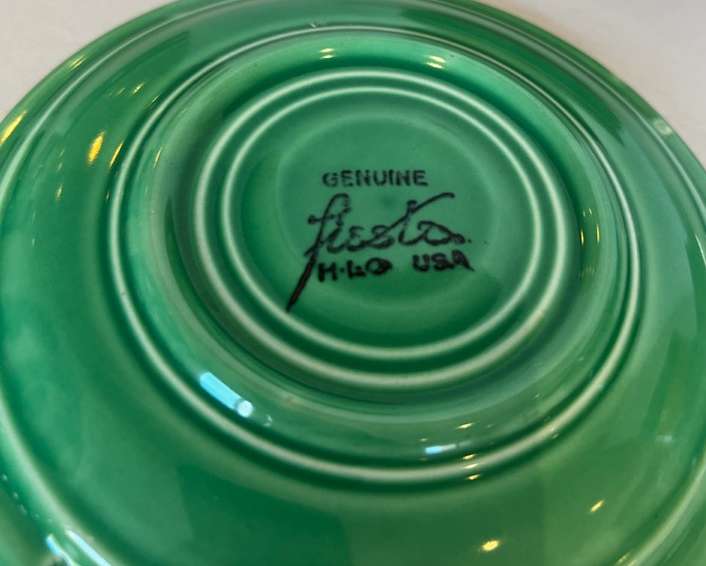 GENUINE
fiesta
H·L·Co USA